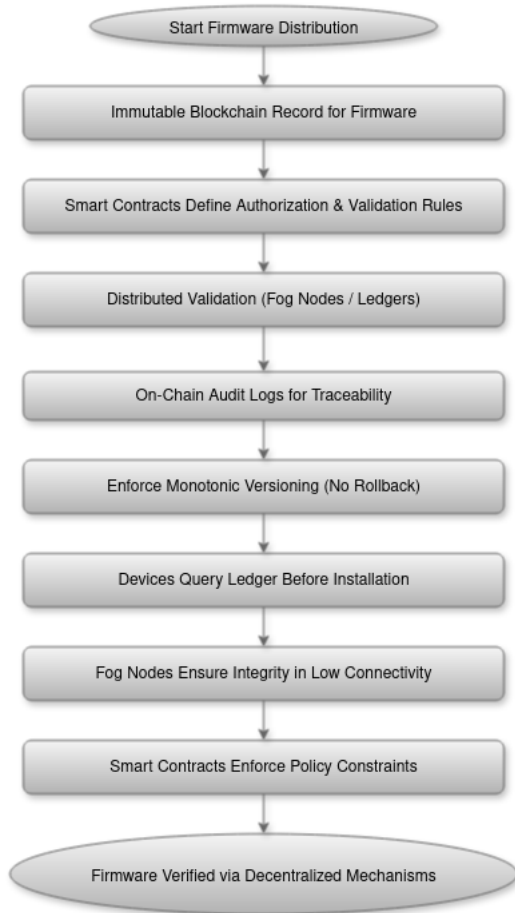 Start Firmware Distribution
Immutable Blockchain Record for Firmware
Smart Contracts Define Authorization & Validation Rules
Distributed Validation (Fog Nodes / Ledgers)
On-Chain Audit Logs for Traceability
Enforce Monotonic Versioning (No Rollback)
Devices Query Ledger Before Installation
Fog Nodes Ensure Integrity in Low Connectivity
Smart Contracts Enforce Policy Constraints
Firmware Verified via Decentralized Mechanisms